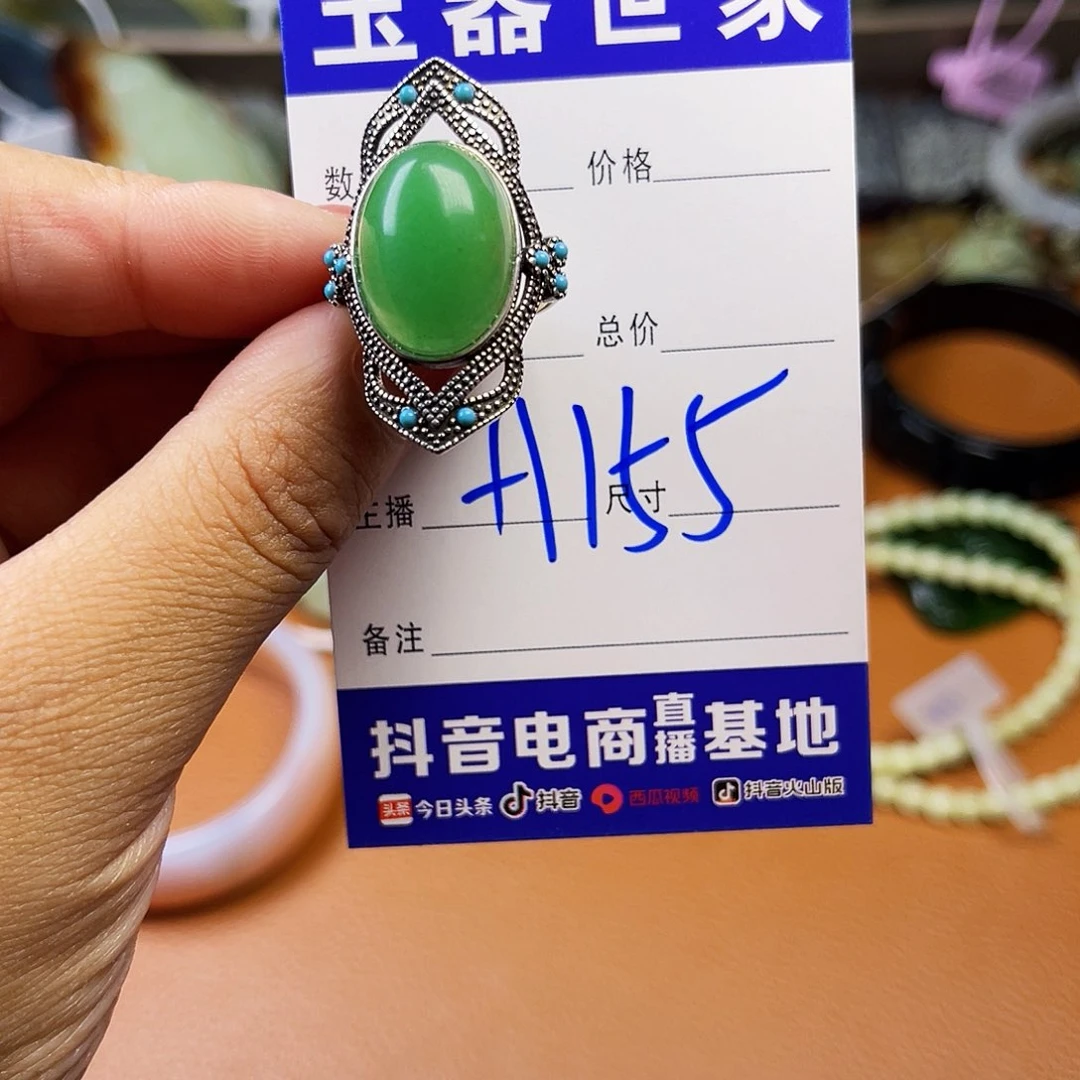 玉器世家
数 价格
总价
A155
主播 尺寸
备注
抖音电商直播基地
头条 今日头条 抖音 西瓜视频 抖音火山版